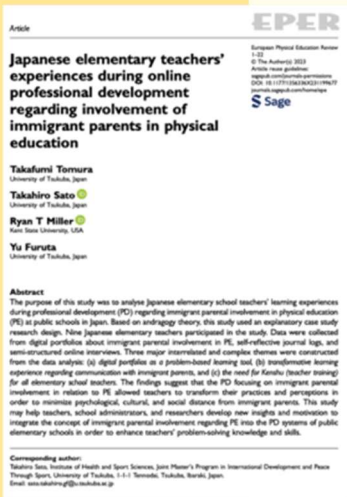 Article
EPER
European Physical Education Review
1–22
© The Author(s) 2023
Article reuse guidelines:
sagepub.com/journals-permissions
DOI: 10.1177/1356336X231199677
journals.sagepub.com/home/epe
Sage
Japanese elementary teachers'
experiences during online
professional development
regarding involvement of
immigrant parents in physical
education
Takafumi Tomura
University of Tsukuba, Japan
Takahiro Sato
University of Tsukuba, Japan
Ryan T Miller
Kent State University, USA
Yu Furuta
University of Tsukuba, Japan
Abstract
The purpose of this study was to analyse Japanese elementary school teachers' learning experiences
during professional development (PD) regarding immigrant parental involvement in physical education
(PE) at public schools in Japan. Based on andragogy theory, this study used an explanatory case study
research design. Nine Japanese elementary teachers participated in the study. Data were collected
from digital portfolios about immigrant parental involvement in PE, self-reflective journal logs, and
semi-structured online interviews. Three major interrelated and complex themes were constructed
from the data analysis: (a) digital portfolios as a problem-based learning tool, (b) transformative learning
experience regarding communication with immigrant parents, and (c) the need for Kenshu (teacher training)
for all elementary school teachers. The findings suggest that the PD focusing on immigrant parental
involvement in relation to PE allowed teachers to transform their practices and perceptions in
order to minimize psychological, cultural, and social distance from immigrant parents. This study
may help teachers, school administrators, and researchers develop new insights and motivation to
integrate the concept of immigrant parental involvement regarding PE into the PD systems of public
elementary schools in order to enhance teachers' problem-solving knowledge and skills.
Corresponding author:
Takahiro Sato, Institute of Health and Sport Sciences, Joint Master's Program in International Development and Peace
Through Sport, University of Tsukuba, 1-1-1 Tennodai, Tsukuba, Ibaraki, Japan.
Email: sato.takahiro.gf@u.tsukuba.ac.jp